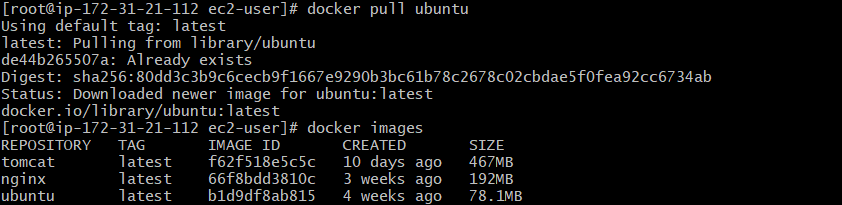 [root@ip-172-31-21-112 ec2-user]# docker pull ubuntu
Using default tag: latest
latest: Pulling from library/ubuntu
de44b265507a: Already exists
Digest: sha256:80dd3c3b9c6cecb9f1667e9290b3bc61b78c2678c02cbdae5f0fea92cc6734ab
Status: Downloaded newer image for ubuntu:latest
docker.io/library/ubuntu:latest
[root@ip-172-31-21-112 ec2-user]# docker images
REPOSITORY   TAG       IMAGE ID       CREATED       SIZE
tomcat       latest    f62f518e5c5c   10 days ago   467MB
nginx        latest    66f8bdd3810c   3 weeks ago   192MB
ubuntu       latest    b1d9df8ab815   4 weeks ago   78.1MB